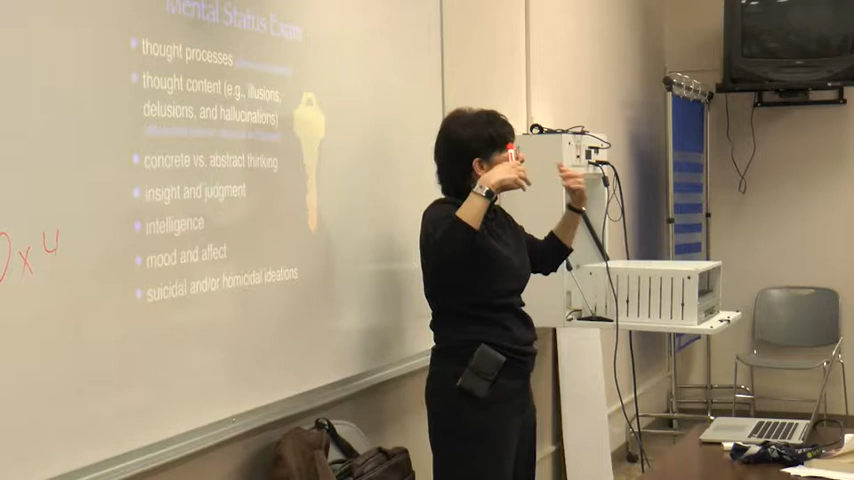 Mental Status Exam
thought processes
thought content (e.g., illusions,
delusions, and hallucinations)
concrete vs. abstract thinking
insight and judgment
intelligence
mood and affect
suicidal and/or homicidal ideations
x 4